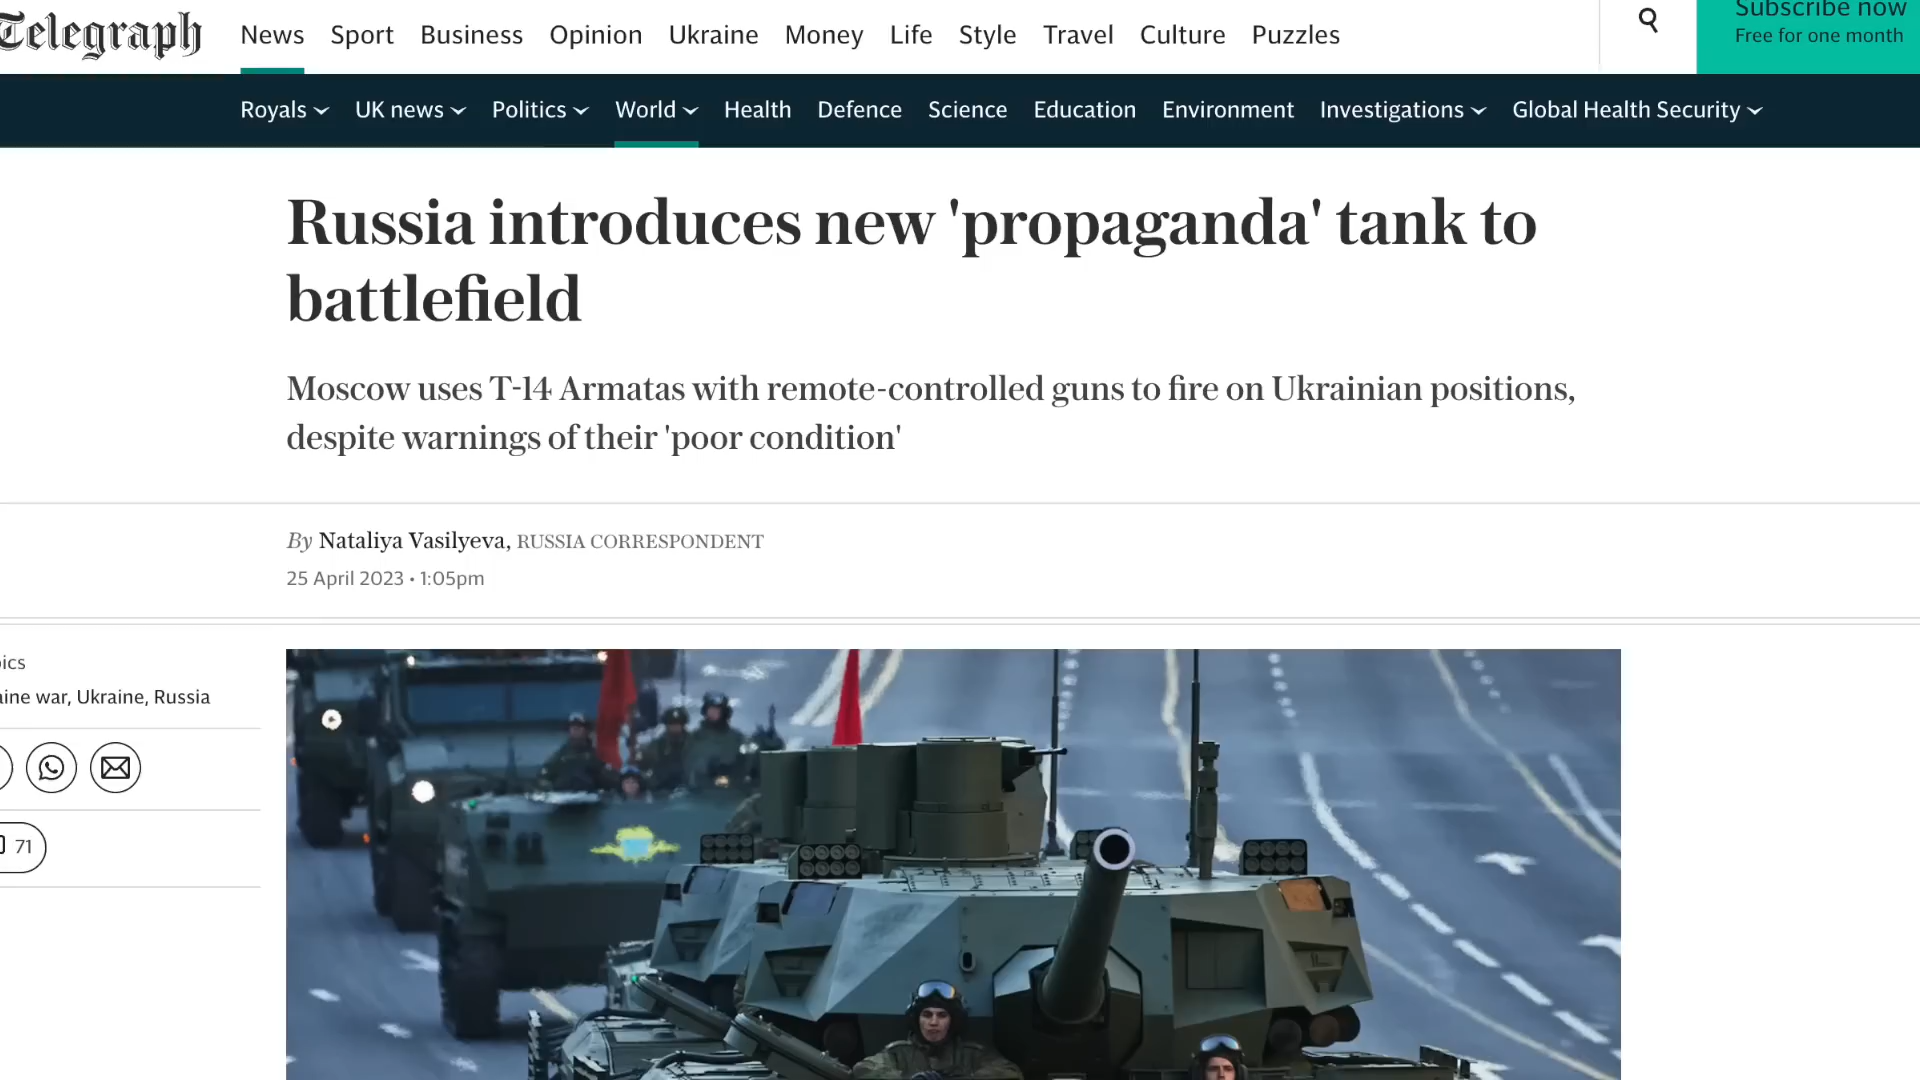 Telegraph
News Sport Business Opinion Ukraine Money Life Style Travel Culture Puzzles
Subscribe now
Free for one month
Royals UK news Politics World Health Defence Science Education Environment Investigations Global Health Security
Russia introduces new 'propaganda' tank to
battlefield
Moscow uses T-14 Armatas with remote-controlled guns to fire on Ukrainian positions,
despite warnings of their 'poor condition'
By Nataliya Vasilyeva, RUSSIA CORRESPONDENT
25 April 2023 • 1:05pm
ics
aine war, Ukraine, Russia
71